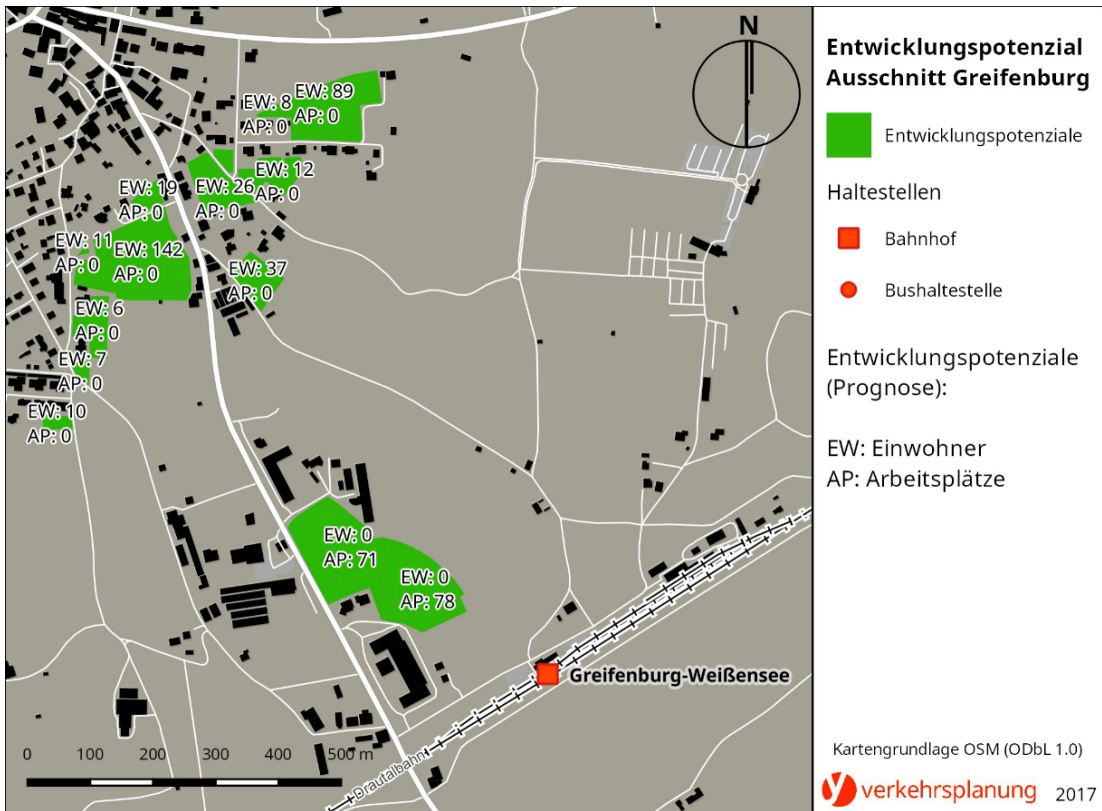 EW: 89
EW: 8
AP: 0
AP: 0
EW: 12
EW: 19
EW: 26
AP: 0
AP: 0
AP: 0
EW: 11
EW: 142
AP: 0
AP: 0
EW: 37
AP: 0
EW: 6
AP: 0
EW: 7
AP: 0
EW: 10
AP: 0
EW: 0
AP: 71
EW: 0
AP: 78
Greifenburg-Weißensee
Drautalbahn
0 100 200 300 400 500 m
N
Entwicklungspotenzial
Ausschnitt Greifenburg
Entwicklungspotenziale
Haltestellen
Bahnhof
Bushaltestelle
Entwicklungspotenziale
(Prognose):
EW: Einwohner
AP: Arbeitsplätze
Kartengrundlage OSM (ODbL 1.0)
y verkehrsplanung 2017